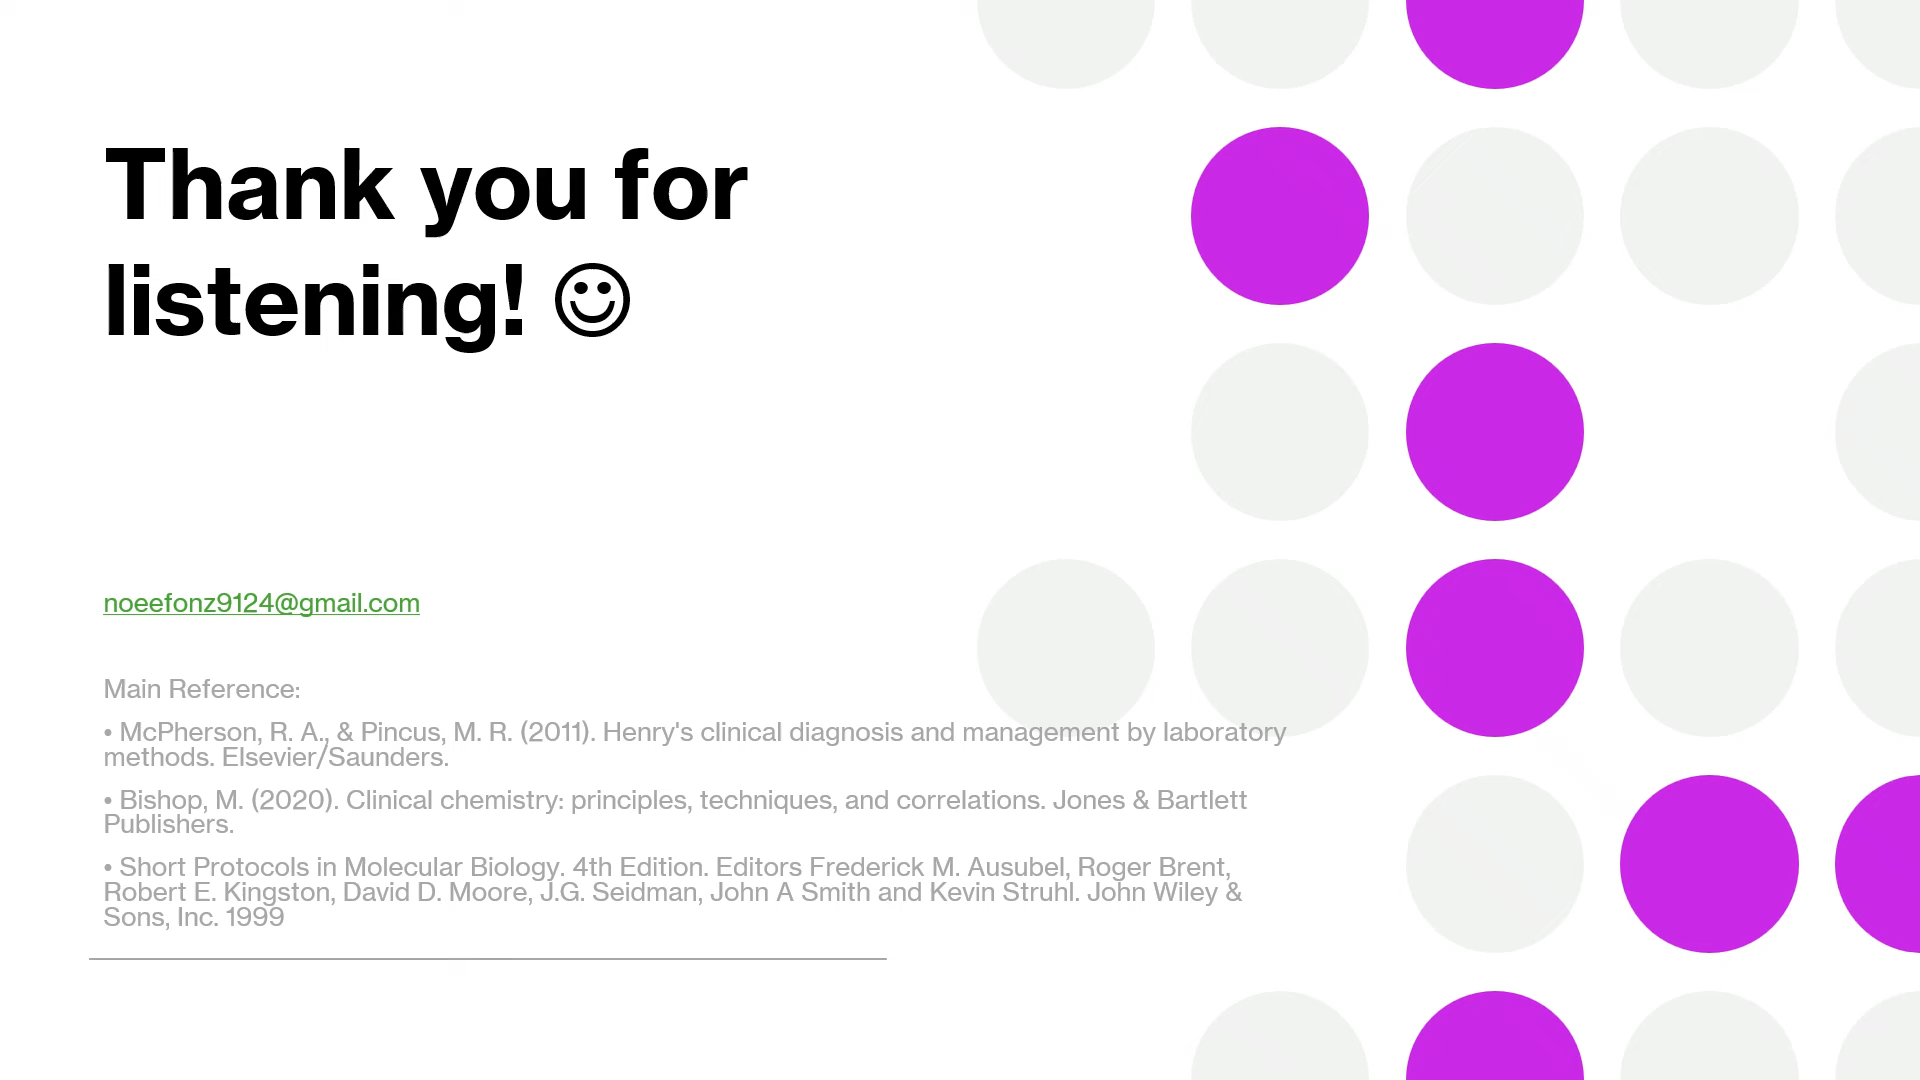 Thank you for
listening! ☺
noeefonz9124@gmail.com
Main Reference:
• McPherson, R. A., & Pincus, M. R. (2011). Henry's clinical diagnosis and management by laboratory
methods. Elsevier/Saunders.
• Bishop, M. (2020). Clinical chemistry: principles, techniques, and correlations. Jones & Bartlett
Publishers.
• Short Protocols in Molecular Biology. 4th Edition. Editors Frederick M. Ausubel, Roger Brent,
Robert E. Kingston, David D. Moore, J.G. Seidman, John A Smith and Kevin Struhl. John Wiley &
Sons, Inc. 1999